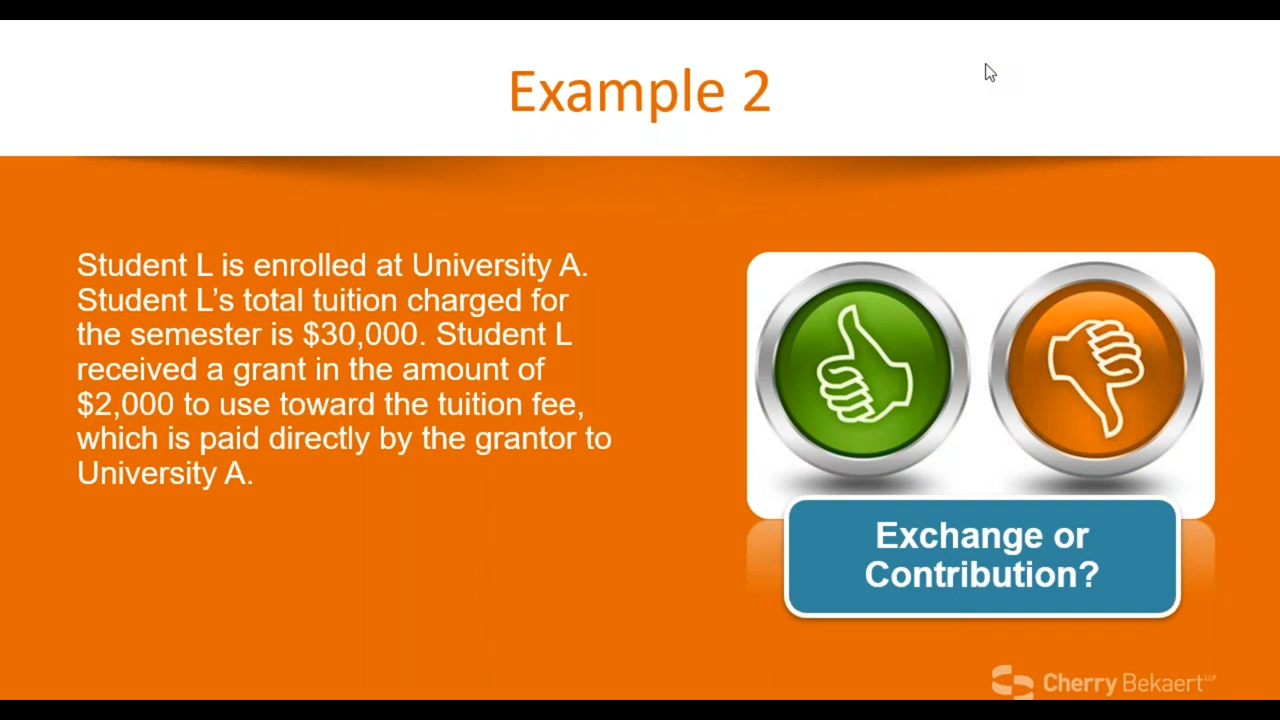 Example 2
Student L is enrolled at University A.
Student L’s total tuition charged for
the semester is $30,000. Student L
received a grant in the amount of
$2,000 to use toward the tuition fee,
which is paid directly by the grantor to
University A.
Exchange or
Contribution?
Cherry Bekaert LLP